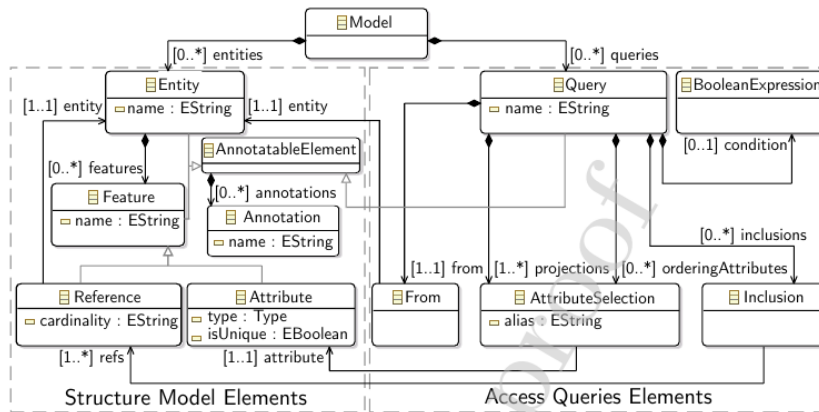 Model
[0..*] entities
[0..*] queries
Entity
name : EString
Query
name : EString
BooleanExpression
[1..1] entity
[1..1] entity
[0..1] condition
AnnotatableElement
[0..*] features
[0..*] annotations
Feature
name : EString
Annotation
name : EString
[0..*] inclusions
[1..1] from
[1..*] projections
[0..*] orderingAttributes
Reference
cardinality : EString
Attribute
type : Type
isUnique : EBoolean
From
AttributeSelection
alias : EString
Inclusion
[1..*] refs
[1..1] attribute
Structure Model Elements
Access Queries Elements
proof